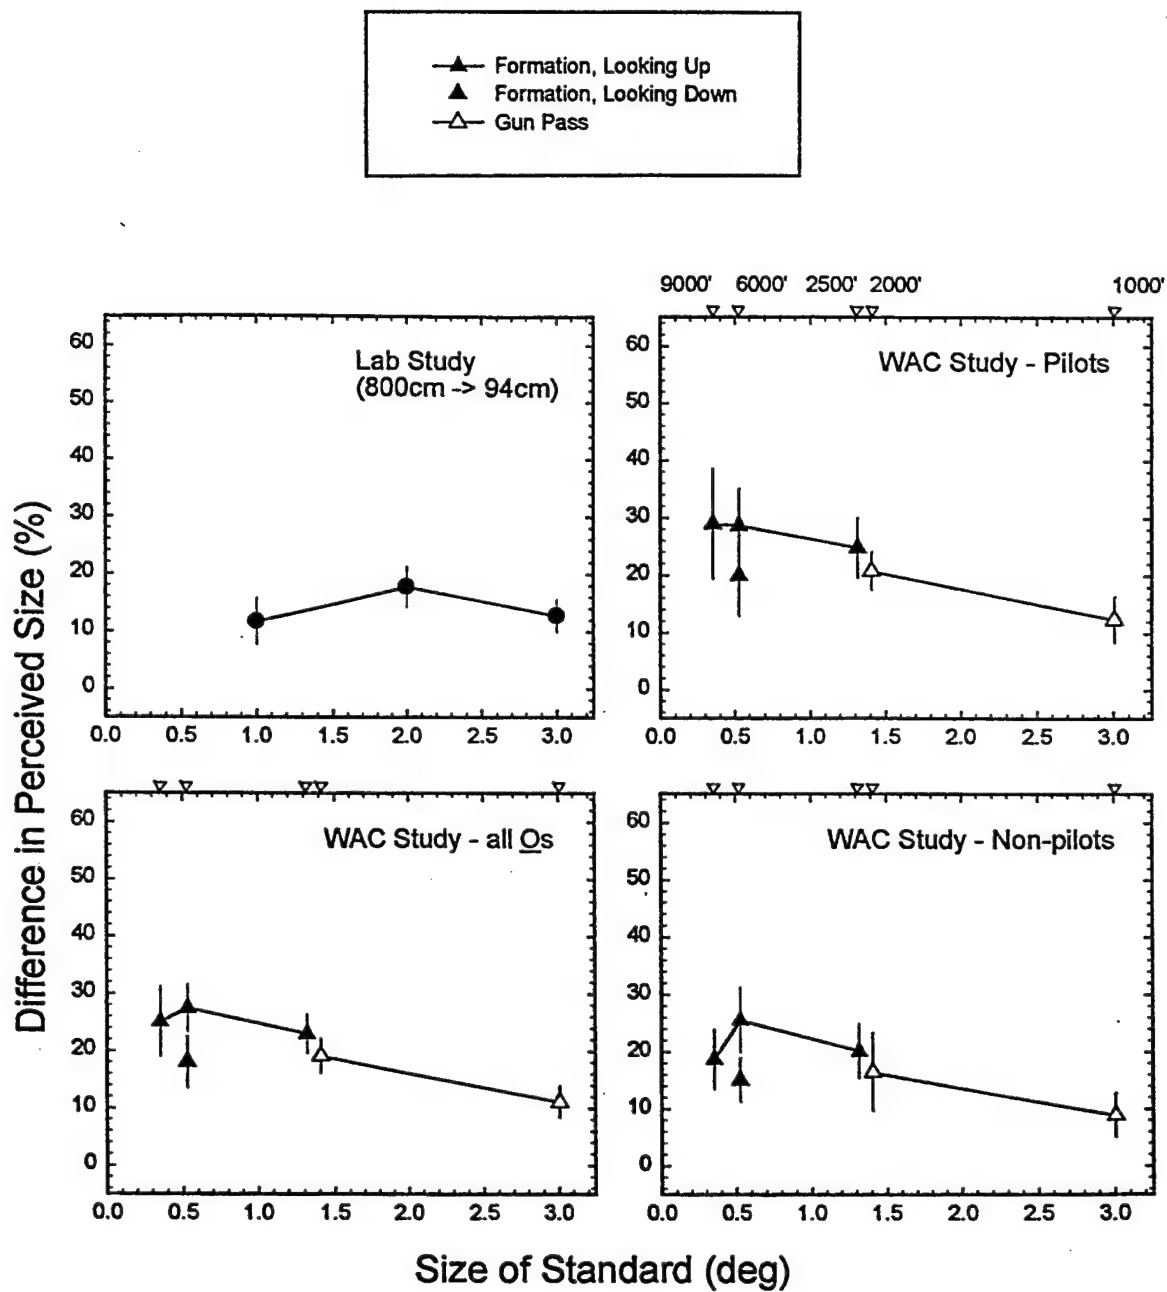 Formation, Looking Up
Formation, Looking Down
Gun Pass
Difference in Perceived Size (%)
60
50
40
30
20
10
0
Lab Study
(800cm -> 94cm)
0.0 0.5 1.0 1.5 2.0 2.5 3.0
9000' 6000' 2500' 2000' 1000'
60
50
40
30
20
10
0
WAC Study - Pilots
0.0 0.5 1.0 1.5 2.0 2.5 3.0
60
50
40
30
20
10
0
WAC Study - all Os
0.0 0.5 1.0 1.5 2.0 2.5 3.0
60
50
40
30
20
10
0
WAC Study - Non-pilots
0.0 0.5 1.0 1.5 2.0 2.5 3.0
Size of Standard (deg)